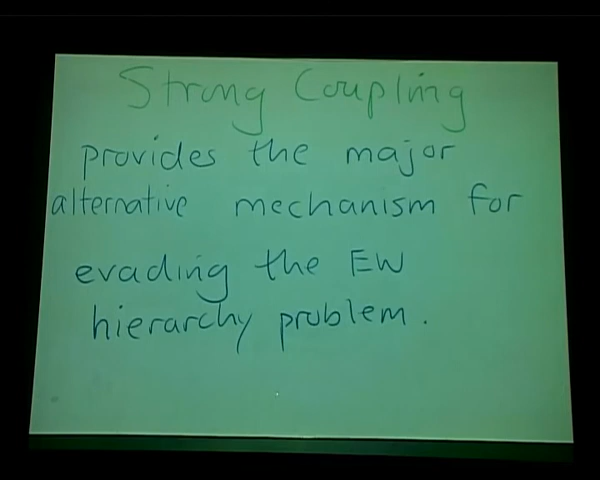 Strong Coupling
provides the major
alternative mechanism for
evading the EW
hierarchy problem.